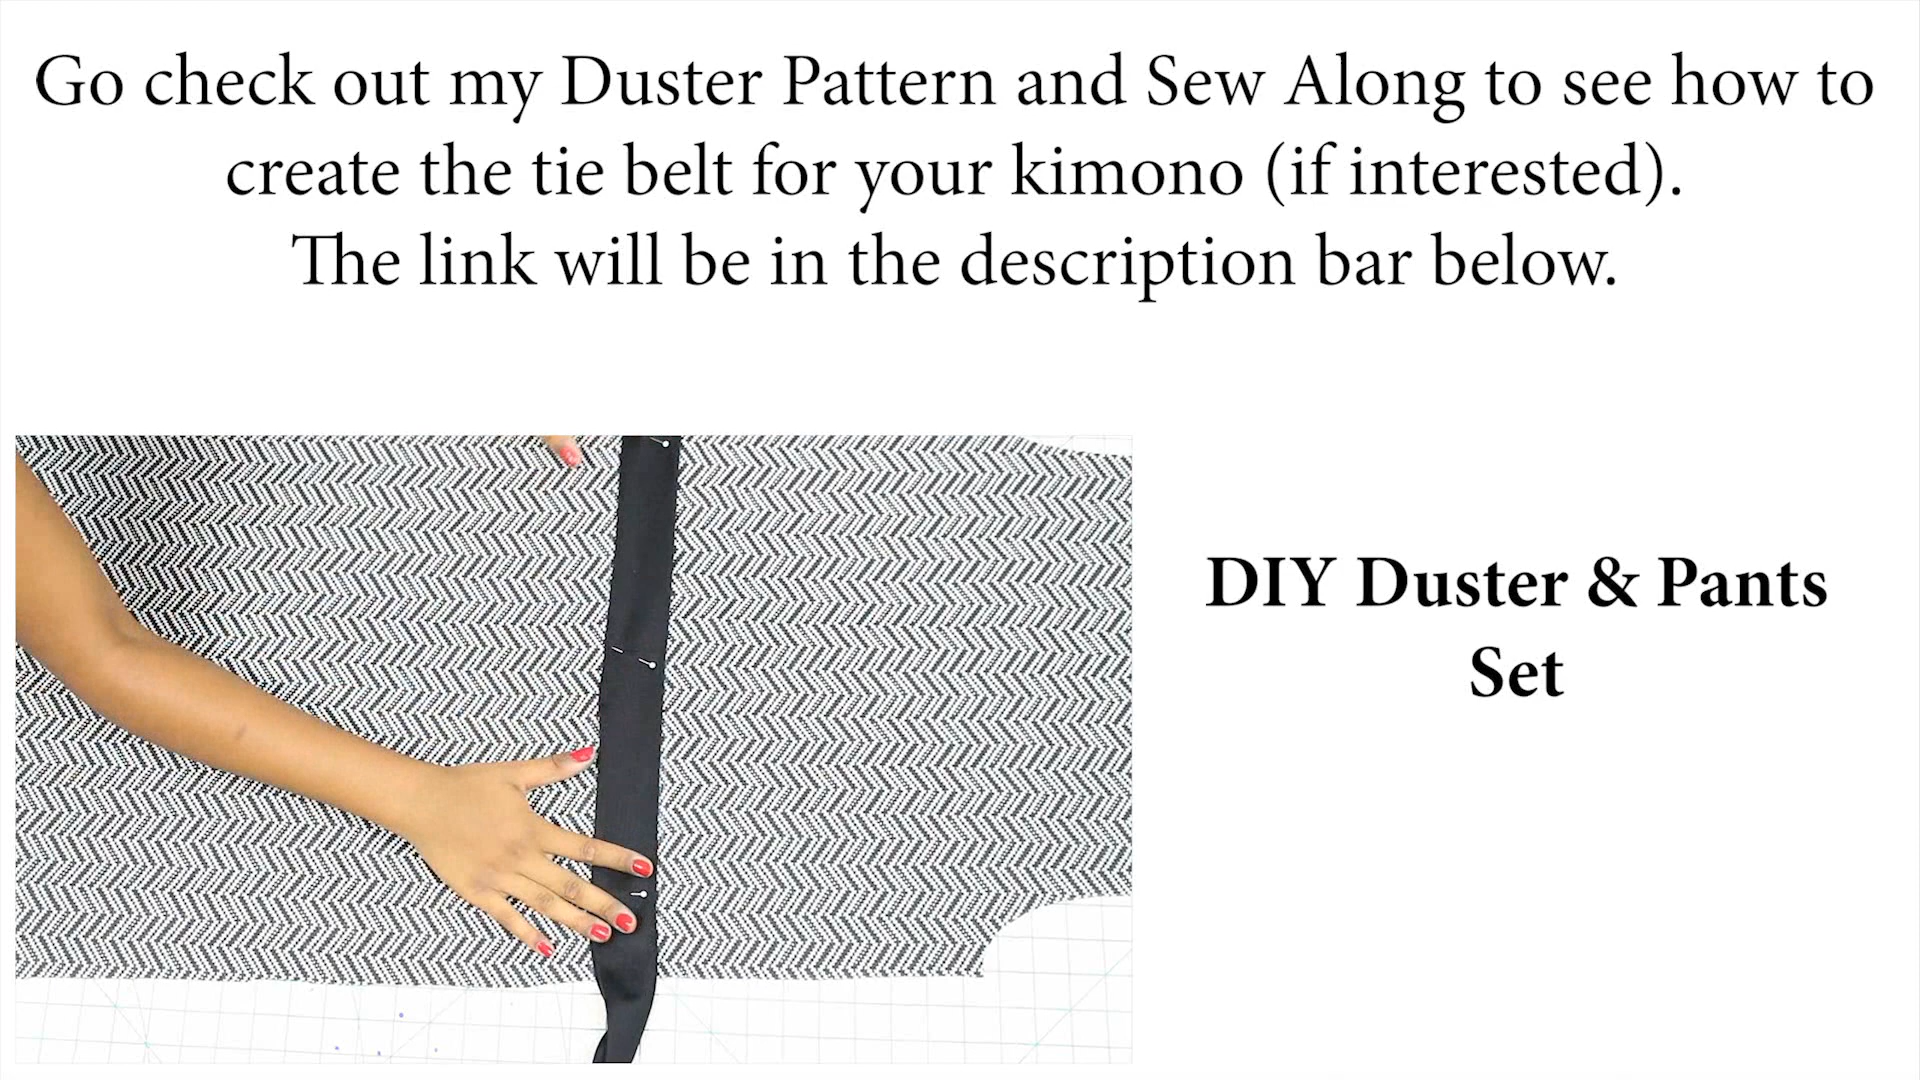 Go check out my Duster Pattern and Sew Along to see how to
create the tie belt for your kimono (if interested).
The link will be in the description bar below.
DIY Duster & Pants
Set